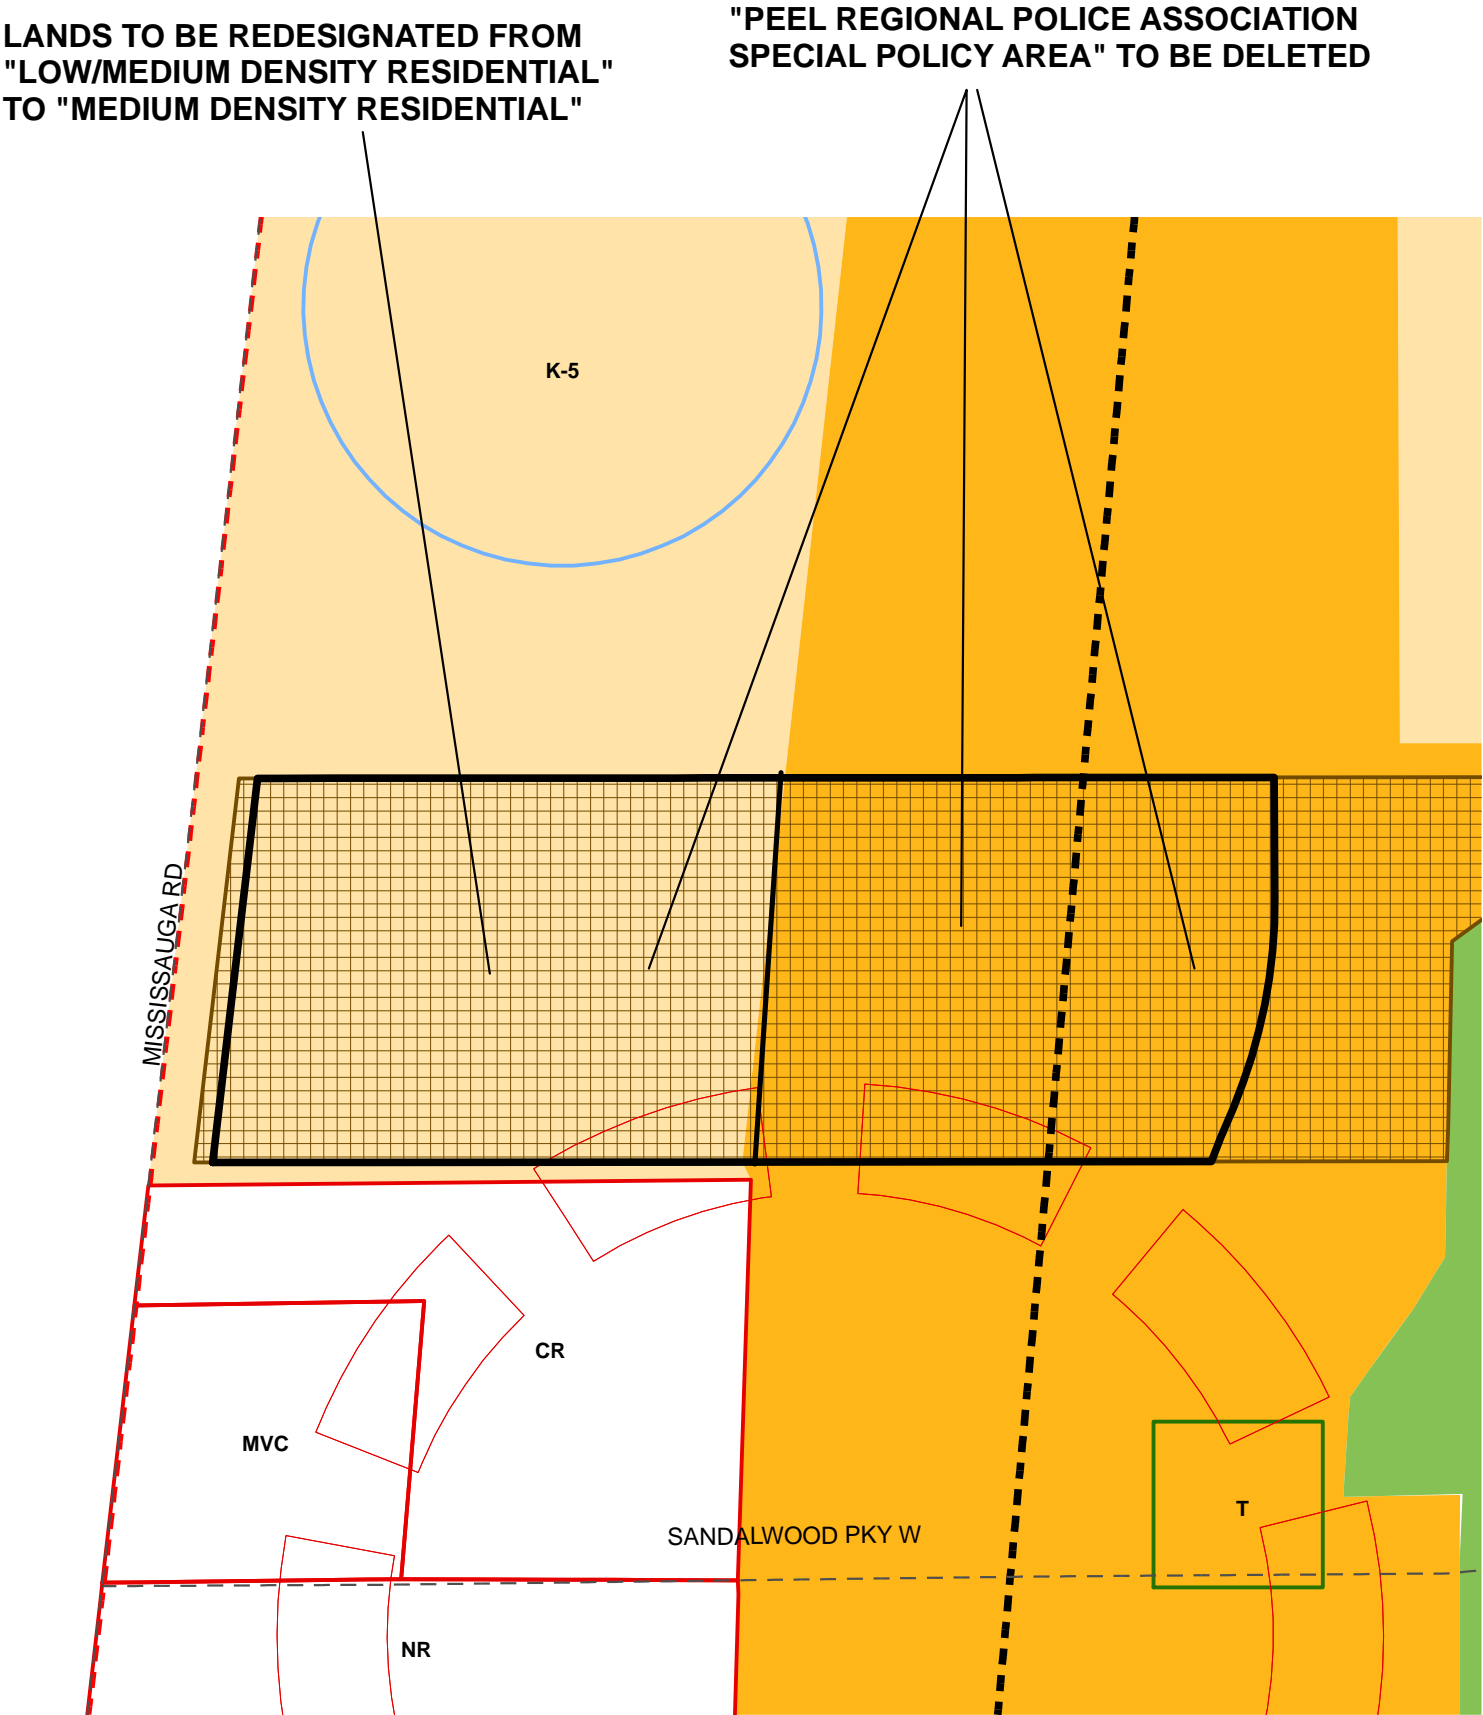 LANDS TO BE REDESIGNATED FROM
"LOW/MEDIUM DENSITY RESIDENTIAL"
TO "MEDIUM DENSITY RESIDENTIAL"
"PEEL REGIONAL POLICE ASSOCIATION
SPECIAL POLICY AREA" TO BE DELETED
K-5
MISSISSAUGA RD
CR
MVC
T
SANDALWOOD PKY W
NR